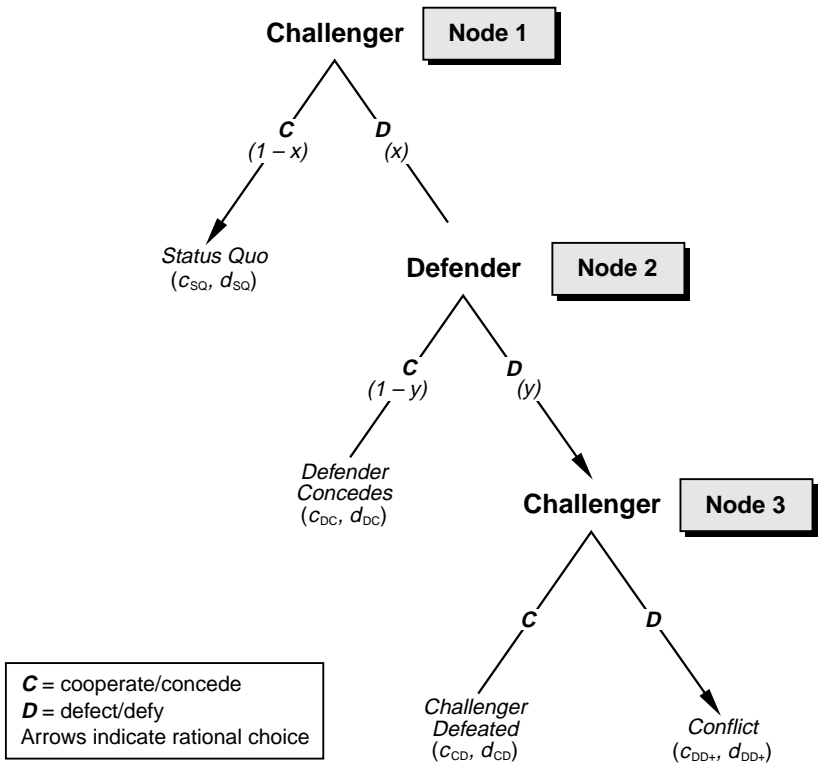 Challenger
Node 1
C
(1 – x)
D
(x)
Status Quo
(cSQ, dSQ)
Defender
Node 2
C
(1 – y)
D
(y)
Defender
Concedes
(cDC, dDC)
Challenger
Node 3
C
D
Challenger
Defeated
(cCD, dCD)
Conflict
(cDD+, dDD+)
C = cooperate/concede
D = defect/defy
Arrows indicate rational choice